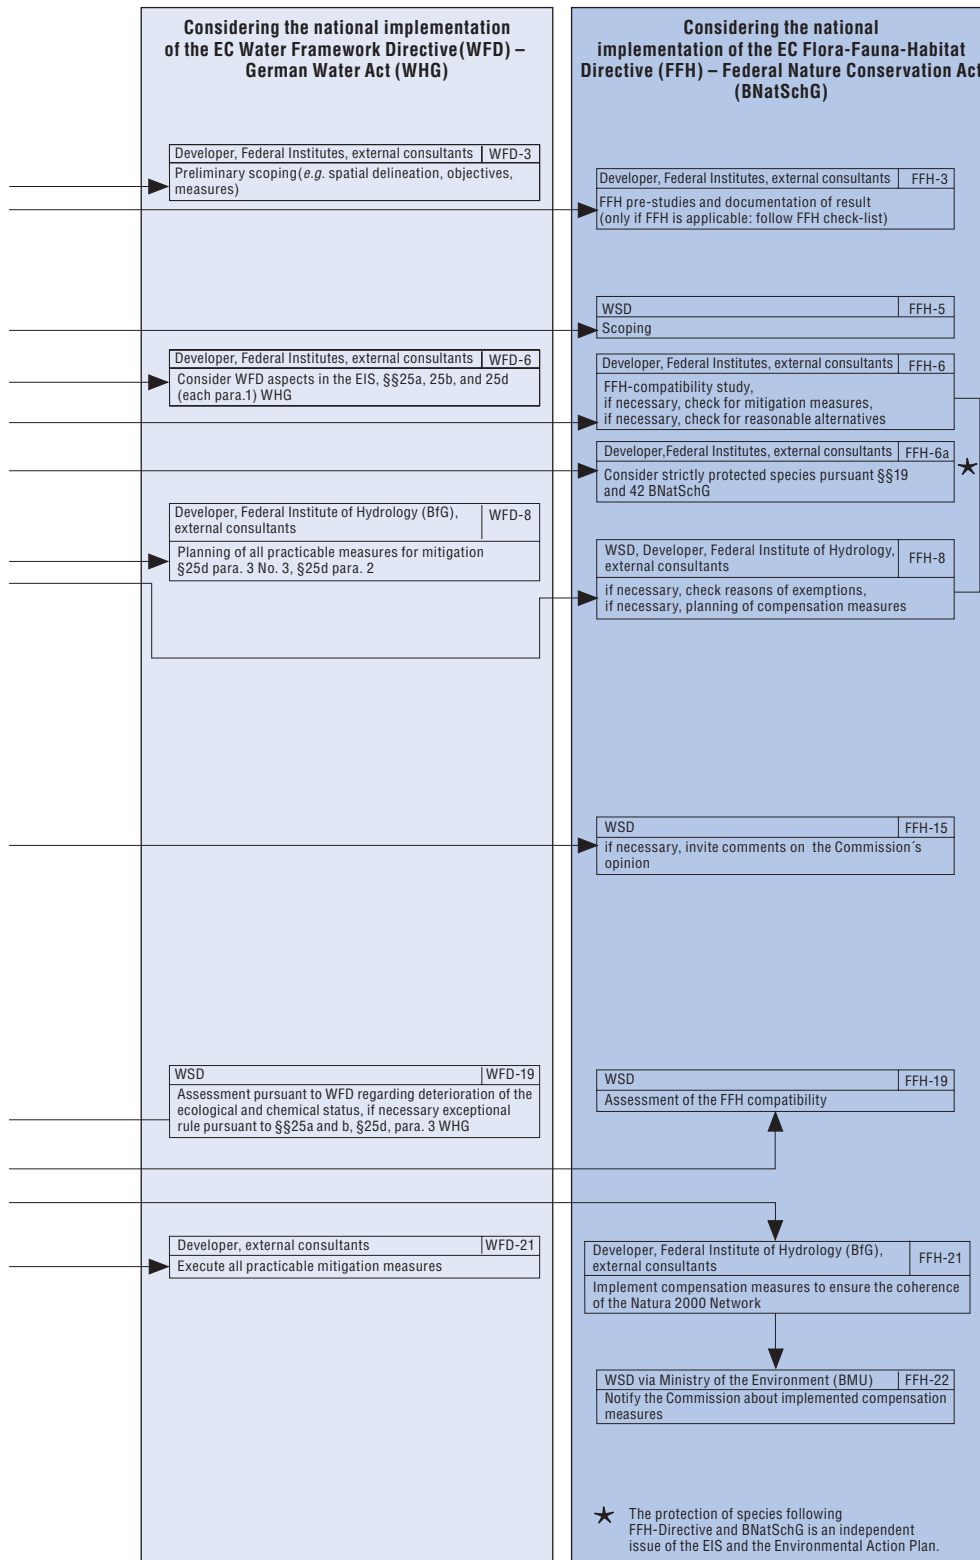 Considering the national implementation
of the EC Water Framework Directive (WFD) –
German Water Act (WHG)
Developer, Federal Institutes, external consultants WFD-3
Preliminary scoping (e.g. spatial delineation, objectives,
measures)
Developer, Federal Institutes, external consultants WFD-6
Consider WFD aspects in the EIS, §§25a, 25b, and 25d
(each para.1) WHG
Developer, Federal Institute of Hydrology (BfG),
external consultants
WFD-8
Planning of all practicable measures for mitigation
§25d para. 3 No. 3, §25d para. 2
WSD WFD-19
Assessment pursuant to WFD regarding deterioration of the
ecological and chemical status, if necessary exceptional
rule pursuant to §§25a and b, §25d, para. 3 WHG
Developer, external consultants WFD-21
Execute all practicable mitigation measures
Considering the national
implementation of the EC Flora-Fauna-Habitat
Directive (FFH) – Federal Nature Conservation Act
(BNatSchG)
Developer, Federal Institutes, external consultants FFH-3
FFH pre-studies and documentation of result
(only if FFH is applicable: follow FFH check-list)
WSD FFH-5
Scoping
Developer, Federal Institutes, external consultants FFH-6
FFH-compatibility study,
if necessary, check for mitigation measures,
if necessary, check for reasonable alternatives
Developer,Federal Institutes, external consultants FFH-6a
Consider strictly protected species pursuant §§19
and 42 BNatSchG
WSD, Developer, Federal Institute of Hydrology,
external consultants
FFH-8
if necessary, check reasons of exemptions,
if necessary, planning of compensation measures
WSD FFH-15
if necessary, invite comments on the Commission´s
opinion
WSD FFH-19
Assessment of the FFH compatibility
Developer, Federal Institute of Hydrology (BfG),
external consultants
FFH-21
Implement compensation measures to ensure the coherence
of the Natura 2000 Network
WSD via Ministry of the Environment (BMU) FFH-22
Notify the Commission about implemented compensation
measures
★ The protection of species following
FFH-Directive and BNatSchG is an independent
issue of the EIS and the Environmental Action Plan.